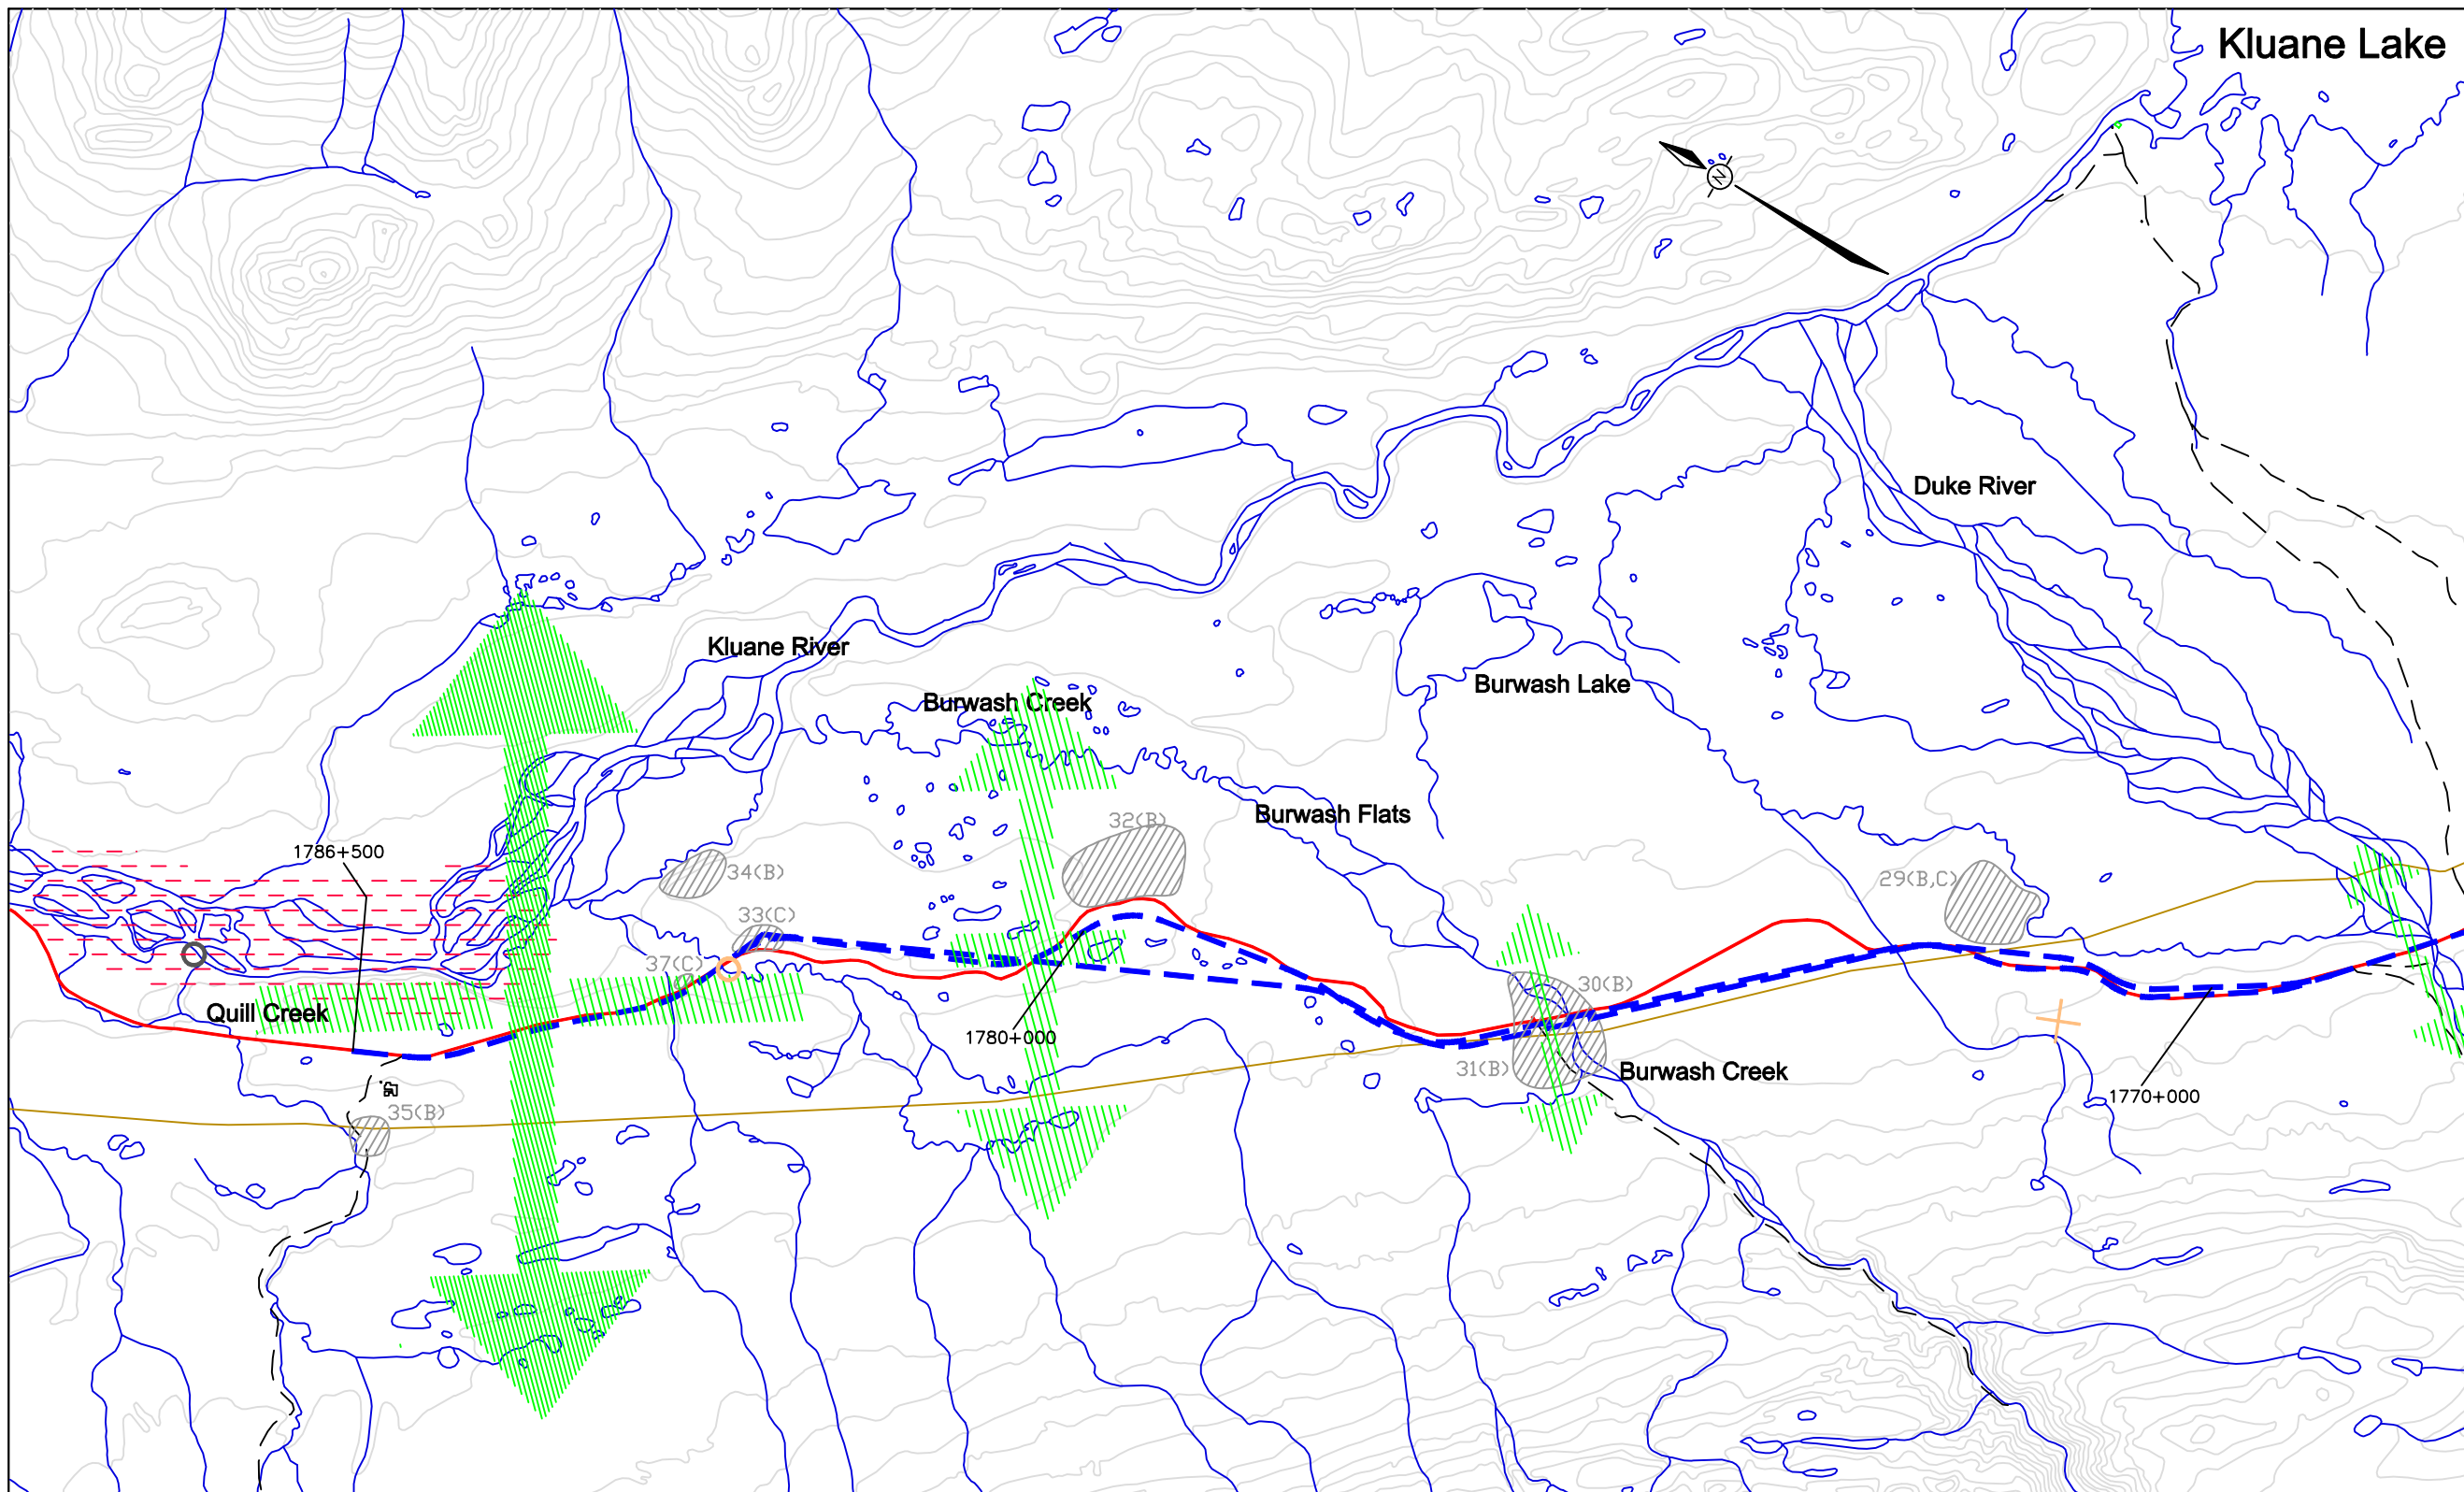 Kluane Lake
N
Duke River
Kluane River
Burwash Lake
Burwash Creek
Burwash Flats
32(B)
1786+500
34(B)
29(B,C)
33(C)
37(C)
30(B)
Quill Creek
1780+000
31(B)
Burwash Creek
1770+000
35(B)